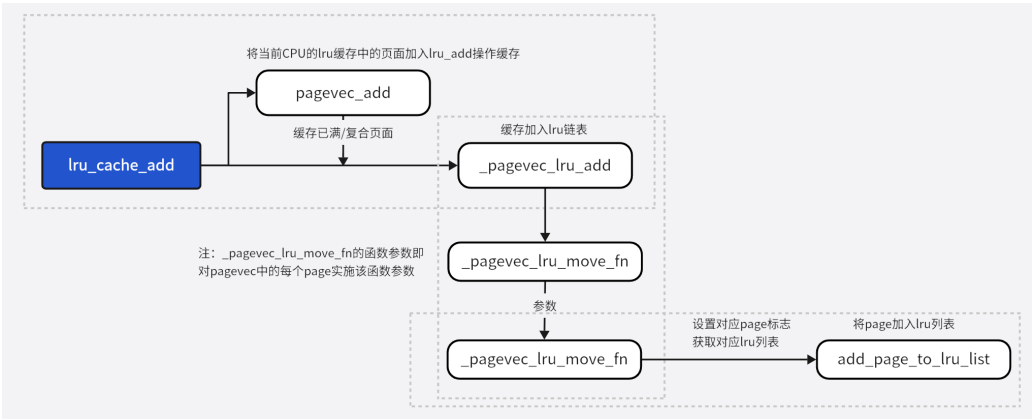 将当前CPU的lru缓存中的页面加入lru_add操作缓存
pagevec_add
缓存已满/复合页面
缓存加入lru链表
lru_cache_add
_pagevec_lru_add
注：_pagevec_lru_move_fn的函数参数即
对pagevec中的每个page实施该函数参数
_pagevec_lru_move_fn
参数
设置对应page标志
获取对应lru列表
将page加入lru列表
_pagevec_lru_move_fn
add_page_to_lru_list